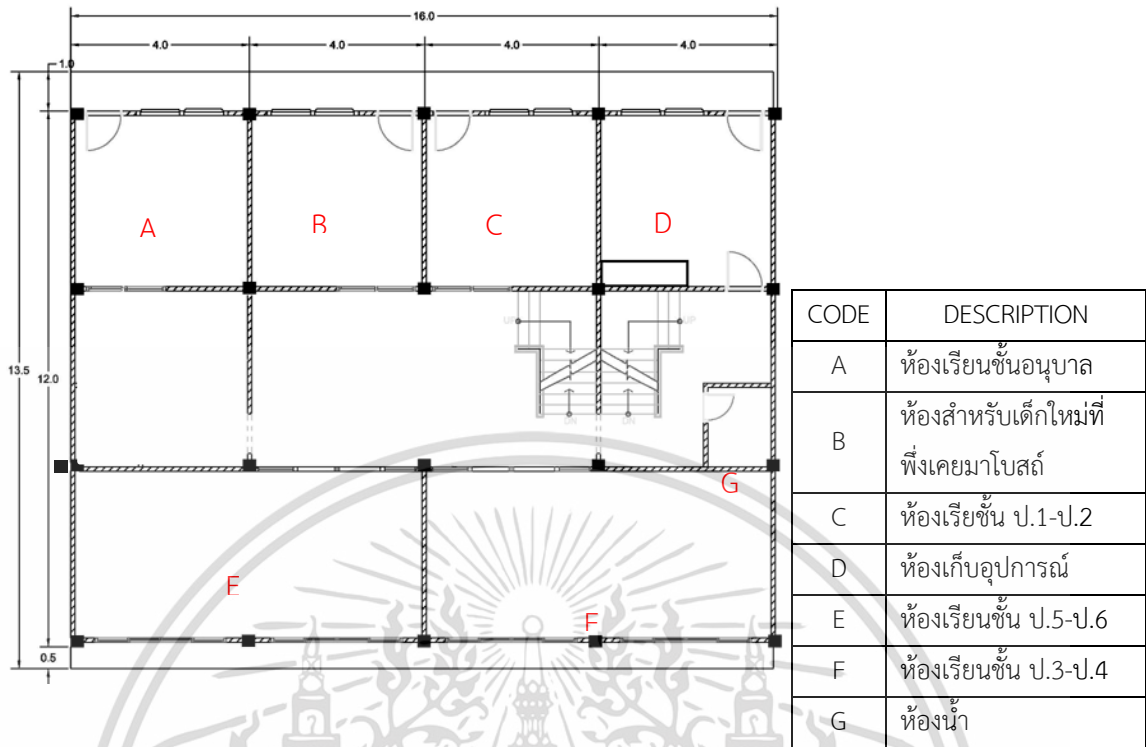 16.0
4.0 4.0 4.0 4.0
1.0
13.5
12.0
0.5
A B C D
UP UP
DN DN
G
E
F
CODE DESCRIPTION
A ห้องเรียนชั้นอนุบาล
B ห้องสำหรับเด็กใหม่ที่
พึ่งเคยมาโบสถ์
C ห้องเรียชั้น ป.1-ป.2
D ห้องเก็บอุปการณ์
E ห้องเรียนชั้น ป.5-ป.6
F ห้องเรียนชั้น ป.3-ป.4
G ห้องน้ำ